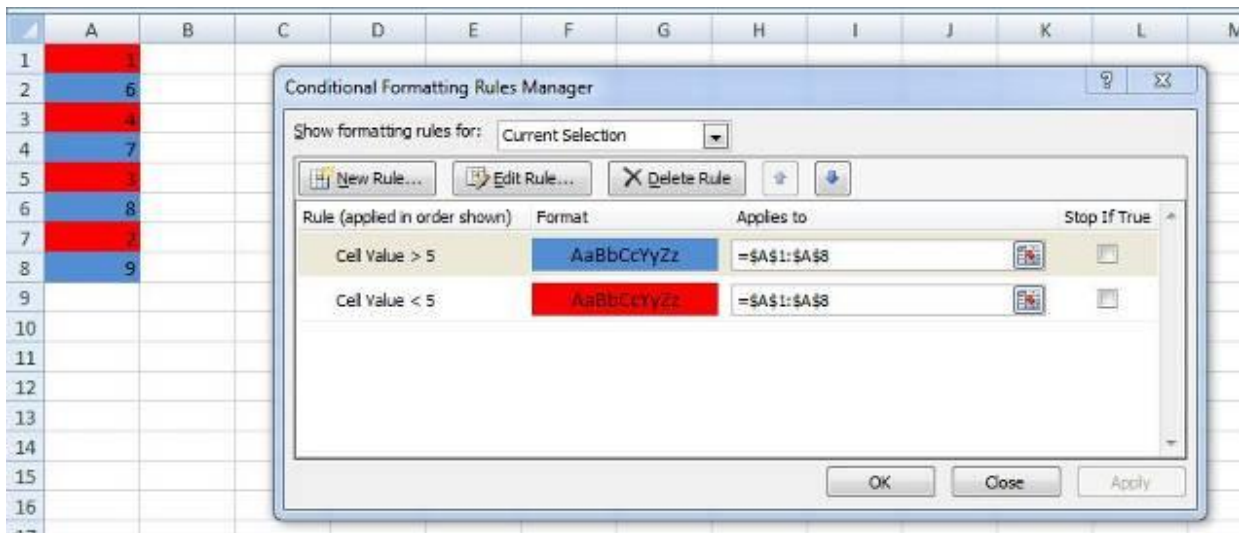 A B C D E F G H I J K L
1 1
2 6
Conditional Formatting Rules Manager
3 4
Show formatting rules for: Current Selection
4 7
5 3
New Rule... Edit Rule... Delete Rule
6 8
Rule (applied in order shown) Format Applies to Stop If True
7 2
8 9
Cell Value > 5 AaBbCcYyZz =$A$1:$A$8
9
Cell Value < 5 AaBbCcYyZz =$A$1:$A$8
10
11
12
13
14
15
OK Close Apply
16